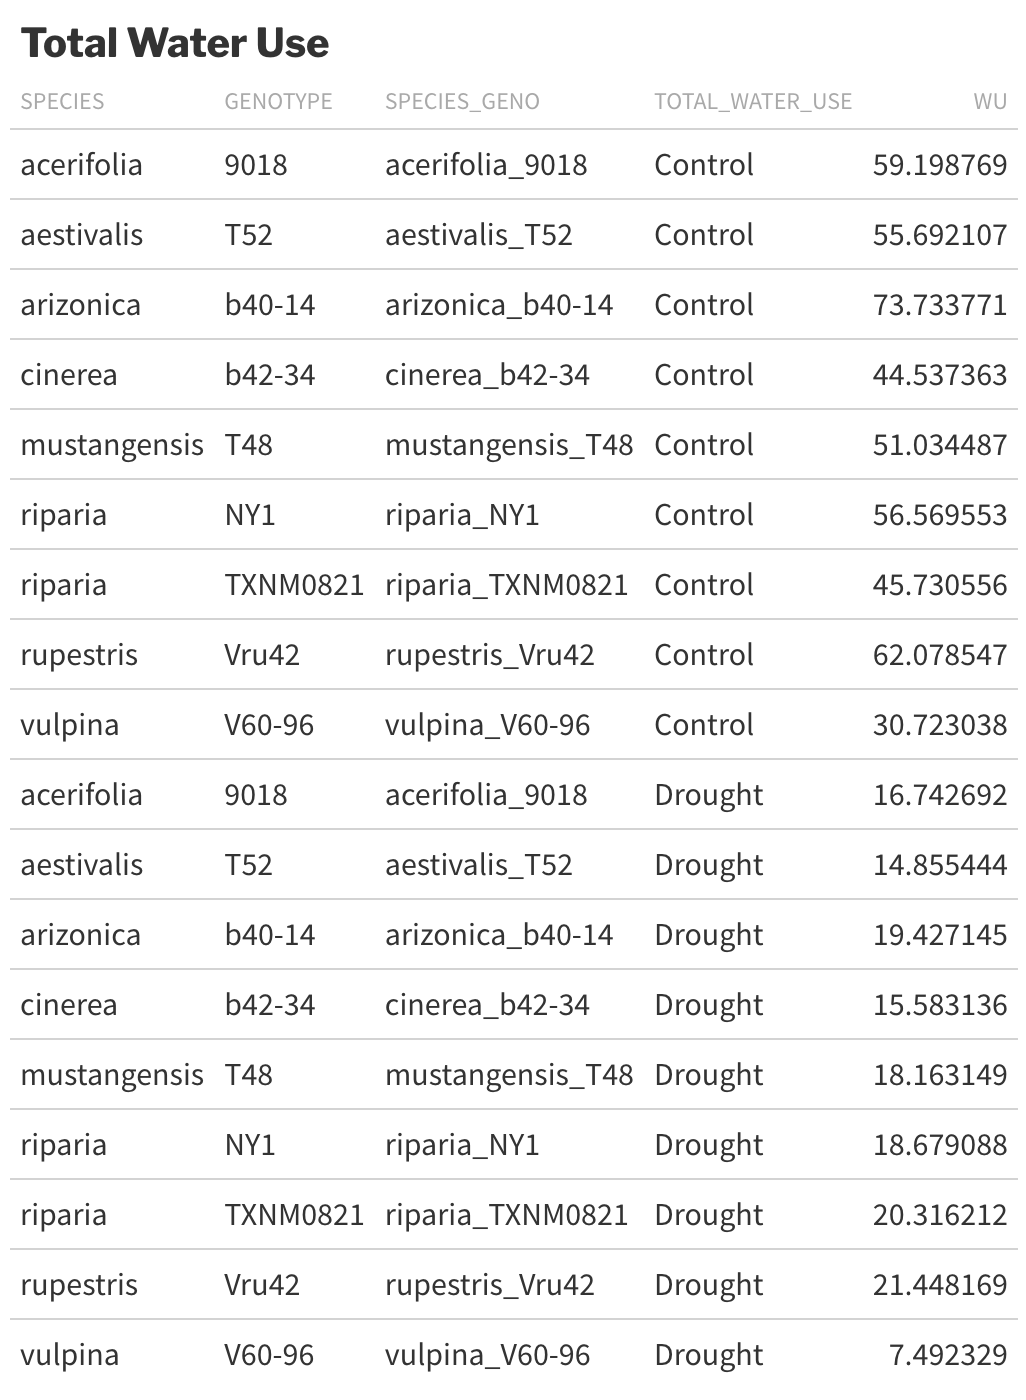 Total Water Use
SPECIES GENOTYPE SPECIES_GENO TOTAL_WATER_USE WU
acerifolia 9018 acerifolia_9018 Control 59.198769
aestivalis T52 aestivalis_T52 Control 55.692107
arizonica b40-14 arizonica_b40-14 Control 73.733771
cinerea b42-34 cinerea_b42-34 Control 44.537363
mustangensis T48 mustangensis_T48 Control 51.034487
riparia NY1 riparia_NY1 Control 56.569553
riparia TXNM0821 riparia_TXNM0821 Control 45.730556
rupestris Vru42 rupestris_Vru42 Control 62.078547
vulpina V60-96 vulpina_V60-96 Control 30.723038
acerifolia 9018 acerifolia_9018 Drought 16.742692
aestivalis T52 aestivalis_T52 Drought 14.855444
arizonica b40-14 arizonica_b40-14 Drought 19.427145
cinerea b42-34 cinerea_b42-34 Drought 15.583136
mustangensis T48 mustangensis_T48 Drought 18.163149
riparia NY1 riparia_NY1 Drought 18.679088
riparia TXNM0821 riparia_TXNM0821 Drought 20.316212
rupestris Vru42 rupestris_Vru42 Drought 21.448169
vulpina V60-96 vulpina_V60-96 Drought 7.492329